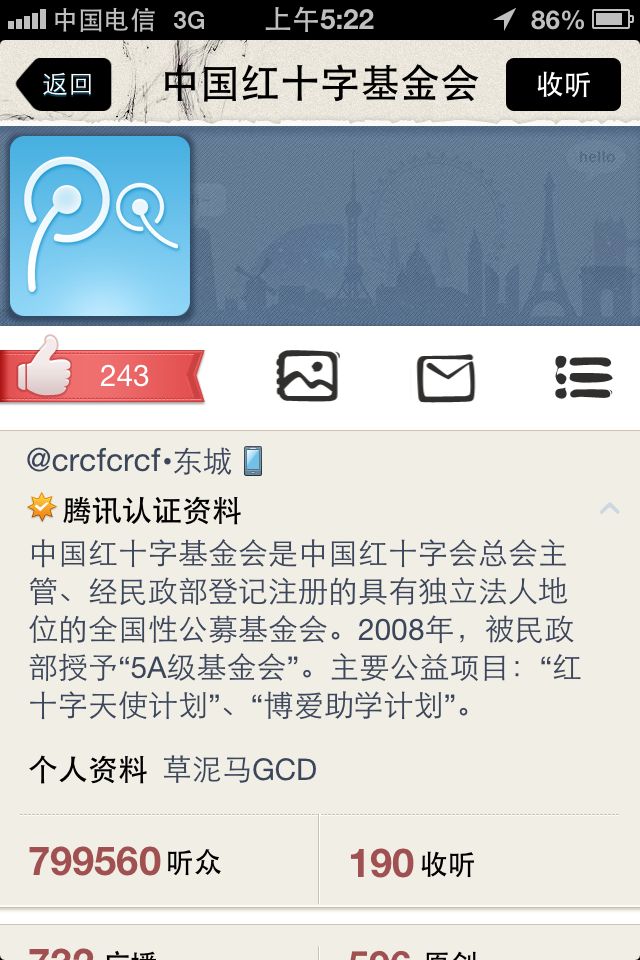 中国电信 3G 上午5:22 86%
返回 中国红十字基金会 收听
hello
243
@crcfcrcf•东城
腾讯认证资料
中国红十字基金会是中国红十字会总会主
管、经民政部登记注册的具有独立法人地
位的全国性公募基金会。2008年，被民政
部授予“5A级基金会”。主要公益项目：“红
十字天使计划”、“博爱助学计划”。
个人资料 草泥马GCD
799560 听众 190 收听
732 广播 596 原创